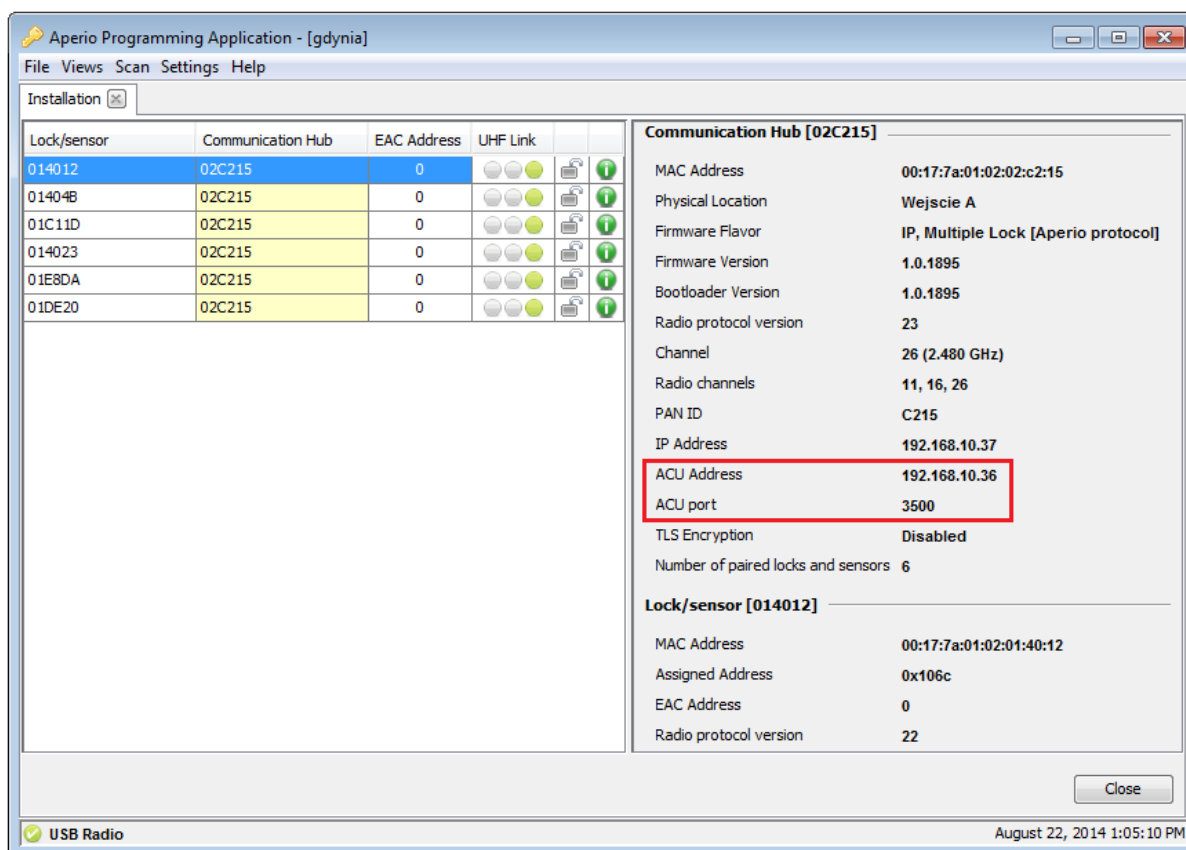 Aperio Programming Application - [gdynia]
File Views Scan Settings Help
Installation
Lock/sensor Communication Hub EAC Address UHF Link
014012 02C215 0
01404B 02C215 0
01C11D 02C215 0
014023 02C215 0
01E8DA 02C215 0
01DE20 02C215 0
Communication Hub [02C215]
MAC Address 00:17:7a:01:02:02:c2:15
Physical Location Wejscie A
Firmware Flavor IP, Multiple Lock [Aperio protocol]
Firmware Version 1.0.1895
Bootloader Version 1.0.1895
Radio protocol version 23
Channel 26 (2.480 GHz)
Radio channels 11, 16, 26
PAN ID C215
IP Address 192.168.10.37
ACU Address 192.168.10.36
ACU port 3500
TLS Encryption Disabled
Number of paired locks and sensors 6
Lock/sensor [014012]
MAC Address 00:17:7a:01:02:01:40:12
Assigned Address 0x106c
EAC Address 0
Radio protocol version 22
Close
USB Radio August 22, 2014 1:05:10 PM